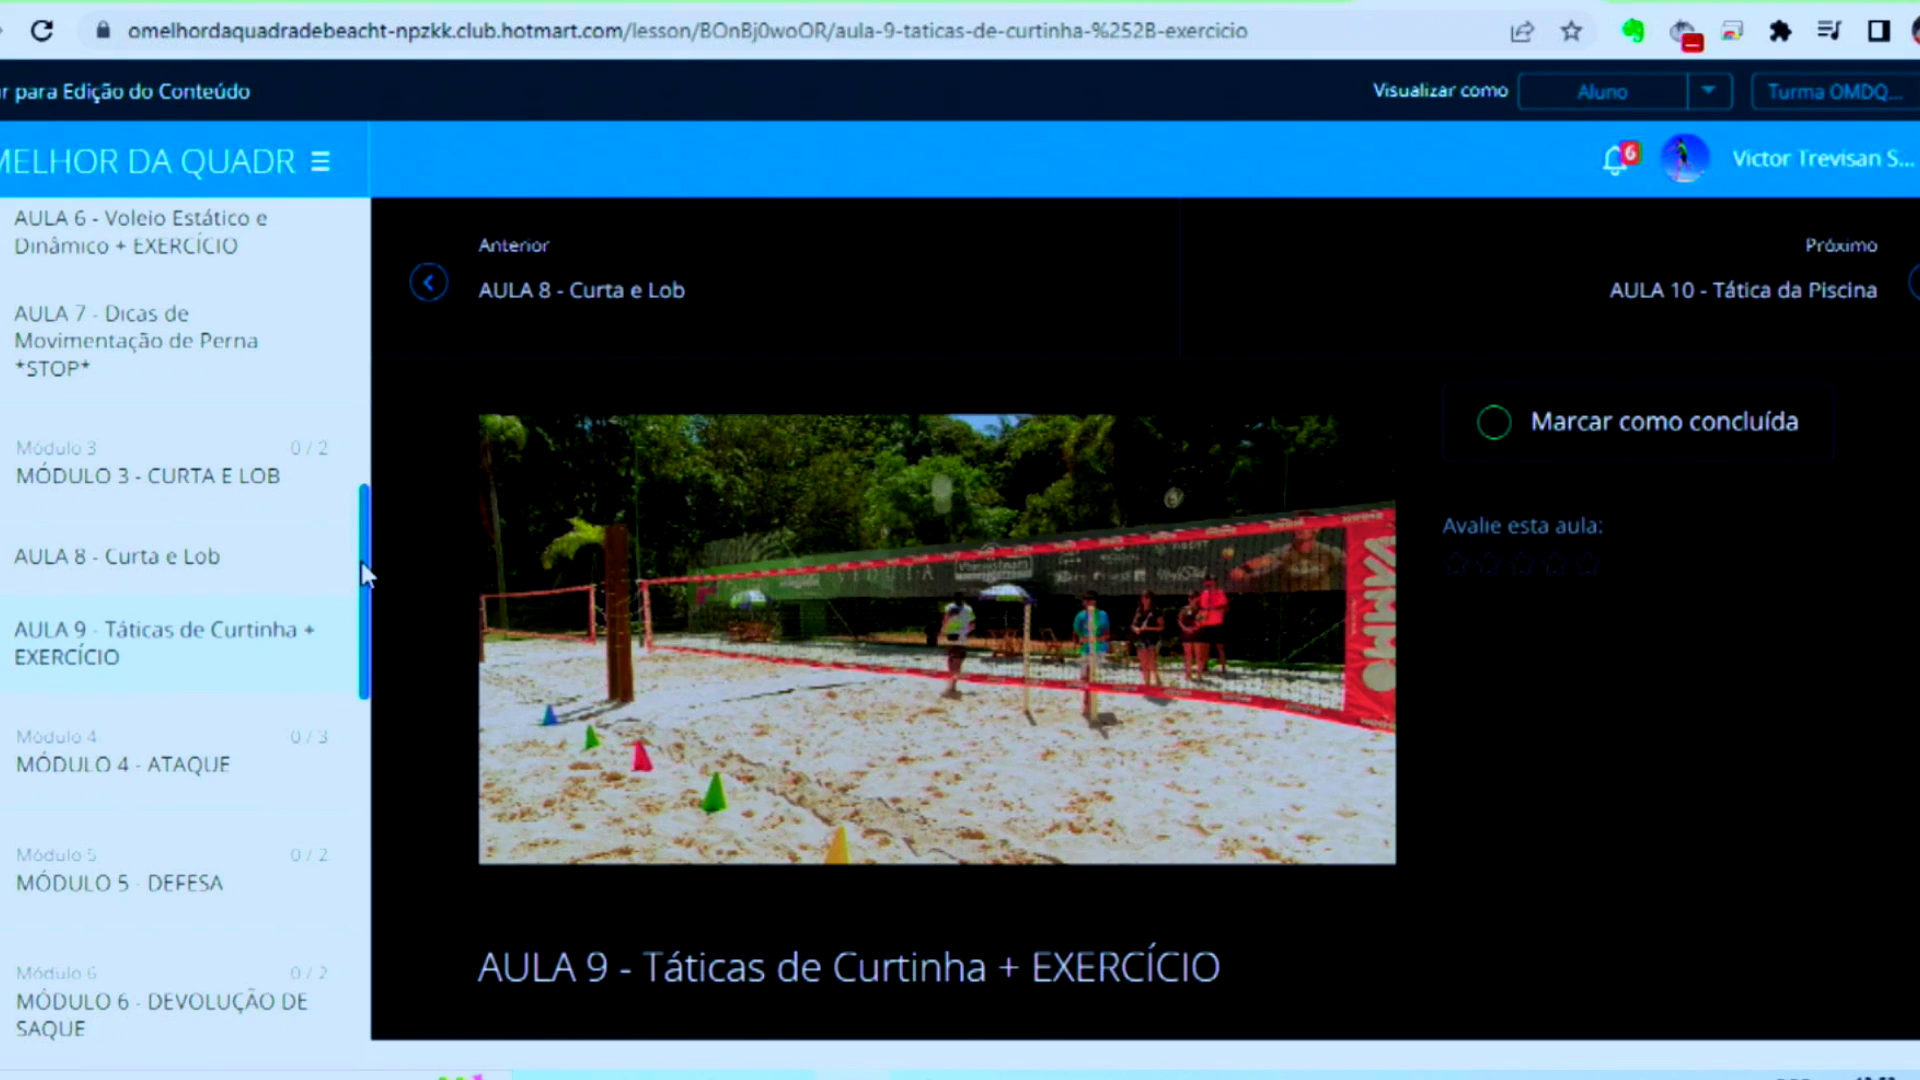 omelhordaquadradebeacht-npzkk.club.hotmart.com/lesson/BOnBj0woOR/aula-9-taticas-de-curtinha-%252B-exercicio
r para Edição do Conteúdo
Visualizar como
Aluno
Turma OMDQ...
MELHOR DA QUADR
6
Victor Trevisan S...
AULA 6 - Voleio Estático e
Dinâmico + EXERCÍCIO
AULA 7 - Dicas de
Movimentação de Perna
*STOP*
Módulo 3 0 / 2
MÓDULO 3 - CURTA E LOB
AULA 8 - Curta e Lob
AULA 9 - Táticas de Curtinha +
EXERCÍCIO
Módulo 4 0 / 3
MÓDULO 4 - ATAQUE
Módulo 5 0 / 2
MÓDULO 5 - DEFESA
Módulo 6 0 / 2
MÓDULO 6 - DEVOLUÇÃO DE
SAQUE
Anterior
AULA 8 - Curta e Lob
Próximo
AULA 10 - Tática da Piscina
Marcar como concluída
Avalie esta aula:
VEDUTA
AULA 9 - Táticas de Curtinha + EXERCÍCIO